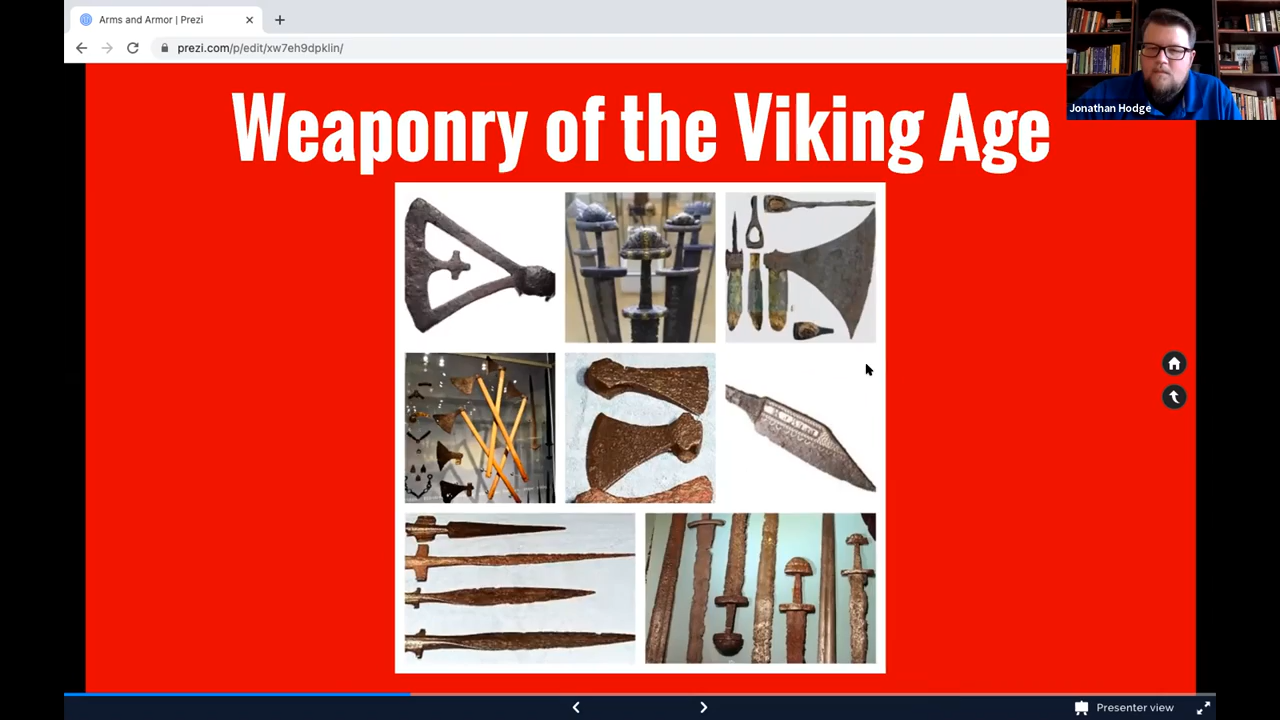 Arms and Armor | Prezi
prezi.com/p/edit/xw7eh9dpklin/
Jonathan Hodge
Weaponry of the Viking Age
Presenter view